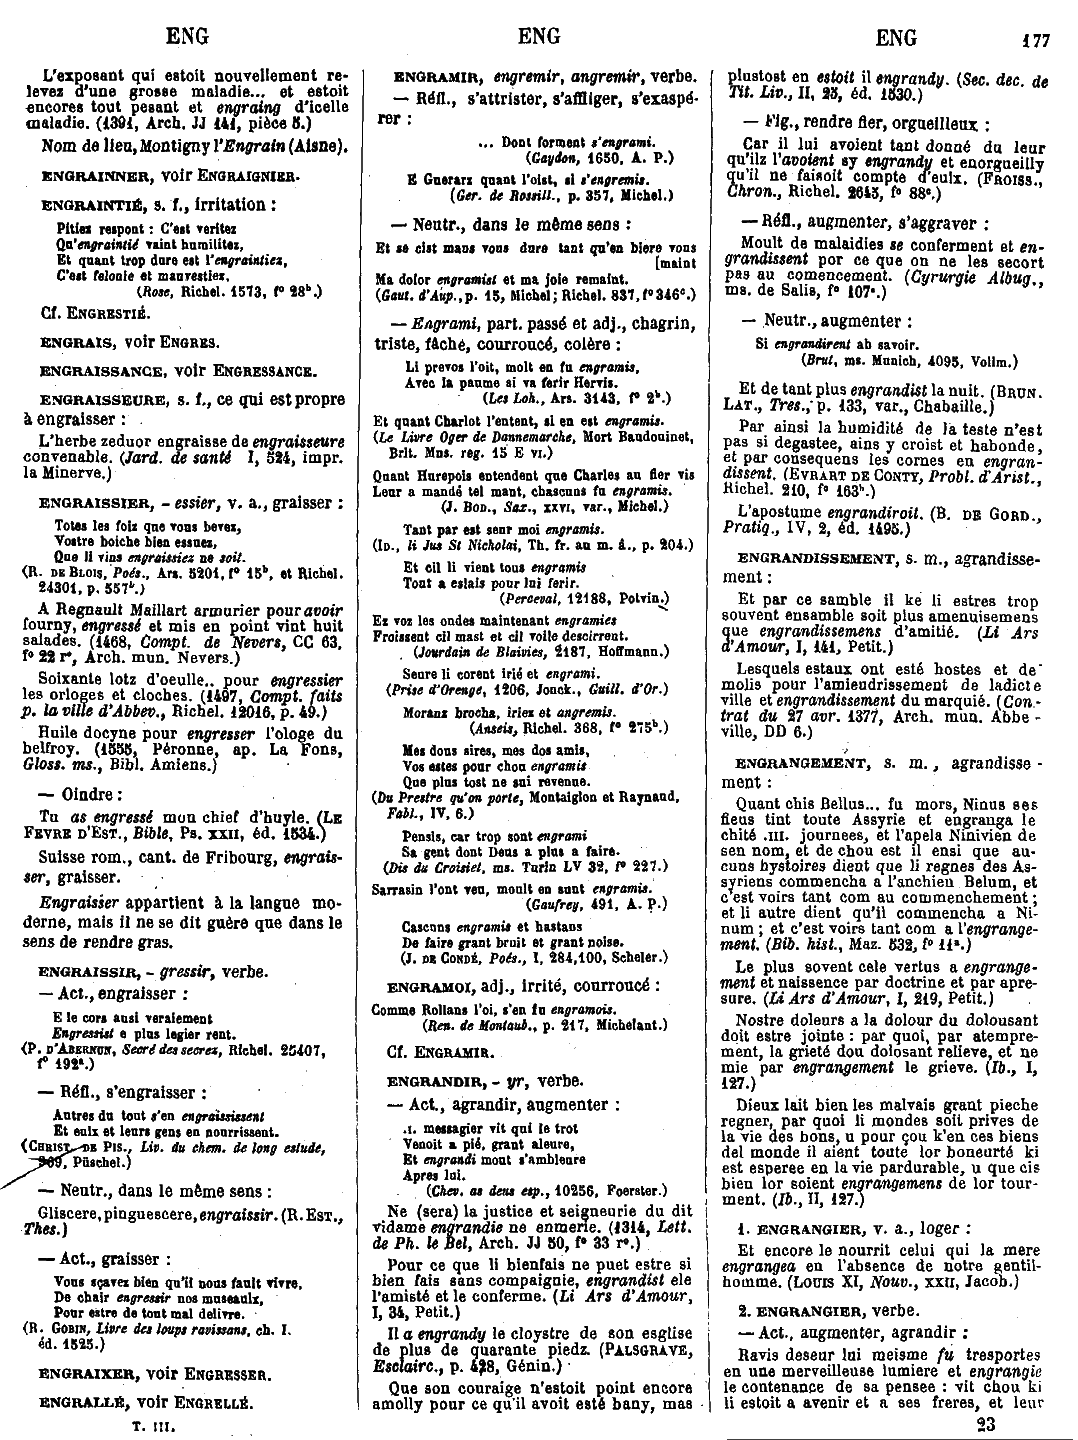 ENG
ENG
ENG
177
L'exposant qui estoit nouvellement re-
levez d'une grosse maladie... et estoit
encores tout pesant et engraing d'icelle
maladie. (1391, Arch. JJ 141, pièce 5.)
Nom de lieu, Montigny l'Engrain (Aisne).
ENGRAINNER, voir ENGRAIGNIER.
ENGRAINTIÉ, s. f., irritation :
Pitiez respont : C'est veritez
Qu'engraintié vaint humilitez,
Et quant trop dure est l'engraintiez,
C'est felonie et mauvestiez.
(Rose, Richel. 1573, f° 28b.)
Cf. ENGRESTIÉ.
ENGRAIS, voir ENGRES.
ENGRAISSANCE, voir ENGRESSANCE.
ENGRAISSEURE, s. f., ce qui est propre
à engraisser :
L'herbe zeduor engraisse de engraisseure
convenable. (Jard. de santé I, 524, impr.
la Minerve.)
ENGRAISSIER, - essier, v. a., graisser :
Totes les foiz que vous bevez,
Vostre boiche bien essuez,
Que li vins engraissiez ne soit.
(R. DE BLOIS, Poés., Ars. 5201, f° 15b, et Richel.
24301, p. 557b.)
A Regnault Maillart armurier pour avoir
fourny, engressé et mis en point vint huit
salades. (1468, Compt. de Nevers, CC 63,
f° 22 r°, Arch. mun. Nevers.)
Soixante lotz d'oeulle.. pour engressier
les orloges et cloches. (1497, Compt. faits
p. la ville d'Abbev., Richel. 12016, p. 49.)
Huile docyne pour engresser l'ologe du
belfroy. (1555, Péronne, ap. La Fons,
Gloss. ms., Bibl. Amiens.)
— Oindre :
Tu as engressé mon chief d'huyle. (LE
FEVRE D'EST., Bible, Ps. XXII, éd. 1534.)
Suisse rom., cant. de Fribourg, engrais-
ser, graisser.
Engraisser appartient à la langue mo-
derne, mais il ne se dit guère que dans le
sens de rendre gras.
ENGRAISSIR, - gressir, verbe.
— Act., engraisser :
E le cors ausi veraiement
Engressist e plus legier rent.
(P. D'ABERNUN, Secré des secrez, Richel. 25407,
f° 192a.)
— Réfl., s'engraisser :
Autres du tout s'en engraississent
Et eulx et leurs gens en nourrissent.
(CHRIST. DE PIS., Liv. du chem. de long estude,
909, Püschel.)
— Neutr., dans le même sens :
Gliscere, pinguescere, engraissir. (R. EST.,
Thes.)
— Act., graisser :
Vous sçavez bien qu'il nous fault vivre,
De chair engressir nos museaulx,
Pour estre de tout mal delivre.
(R. GOBIN, Livre des loups ravissans, ch. I.
éd. 1525.)
ENGRAIXER, voir ENGRESSER.
ENGRALLÉ, voir ENGRELLÉ.
T. III.
ENGRAMIR, engremir, angremir, verbe.
— Réfl., s'attrister, s'affliger, s'exaspé-
rer :
... Dont forment s'engrami.
(Gaydon, 1650, A. P.)
E Guerarz quant l'oïst, si s'engremis.
(Ger. de Rossill., p. 357, Michel.)
— Neutr., dans le même sens :
Et se cist maus vous dure tant qu'en biere vous
[maint
Ma dolor engramist et ma joie remaint.
(Gaut. d'Aup., p. 15, Michel; Richel. 837, f° 346c.)
— Engrami, part. passé et adj., chagrin,
triste, fâché, courroucé, colère :
Li prevos l'oit, molt en fu engramis,
Avec la paume si va ferir Hervis.
(Les Loh., Ars. 3143, f° 2b.)
Et quant Charlot l'entent, si en est engramis.
(Le Livre Oger de Dannemarche, Mort Baudouinet,
Brit. Mus. reg. 15 E VI.)
Quant Hurepois entendent que Charles au fier vis
Leur a mandé tel mant, chascuns fu engramis.
(J. BOD., Sax., XXVI, var., Michel.)
Tant par est seur moi engramis.
(ID., li Jus St Nicholai, Th. fr. au m. â., p. 204.)
Et cil li vient tous engramis
Tout a eslais pour lui ferir.
(Perceval, 12188, Potvin.)
Ez voz les ondes maintenant engramies
Froissent cil mast et cil voile descirrent.
(Jourdain de Blaivies, 2187, Hoffmann.)
Seure li corent irié et engrami.
(Prise d'Orenge, 1206, Jonck., Guill. d'Or.)
Moranz brocha, iriez et angremis.
(Anseis, Richel. 368, f° 275b.)
Mes dous sires, mes dos amis,
Vos estes pour chou engramis
Que plus tost ne sui revenue.
(Du Prestre qu'on porte, Montaiglon et Raynaud,
Fabl., IV, 6.)
Pensis, car trop sont engrami
Sa gent dont Deus a plus a faire.
(Dis du Croisiet, ms. Turin LV 32, f° 227.)
Sarrasin l'ont veu, moult en sunt engramis.
(Gaufrey, 491, A. P.)
Cascuns engramis et hastans
De faire grant bruit et grant noise.
(J. DE CONDÉ, Poés., I, 284,100, Scheler.)
ENGRAMOI, adj., irrité, courroucé :
Comme Rollans l'oi, s'en fu engramois.
(Ren. de Montaub., p. 217, Michelant.)
Cf. ENGRAMIR.
ENGRANDIR, - yr, verbe.
— Act., agrandir, augmenter :
.I. messagier vit qui le trot
Venoit a pié, grant aleure,
Et engrandi mout s'ambleure
Apres lui.
(Chev. as deus esp., 10256, Foerster.)
Ne (sera) la justice et seigneurie du dit
vidame engrandie ne enmerie. (1314, Lett.
de Ph. le Bel, Arch. JJ 50, f° 33 r°.)
Pour ce que li bienfais ne puet estre si
bien fais sans compaignie, engrandist ele
l'amisté et le conferme. (Li Ars d'Amour,
I, 34, Petit.)
Il a engrandy le cloystre de son esglise
de plus de quarante piedz. (PALSGRAVE,
Esclairc., p. 428, Génin.)
Que son couraige n'estoit point encore
amolly pour ce qu'il avoit esté bany, mas
plustost en estoit il engrandy. (Sec. dec. de
Tit. Liv., II, 25, éd. 1530.)
— Fig., rendre fier, orgueilleux :
Car il lui avoient tant donné du leur
qu'ilz l'avoient sy engrandy et enorgueilly
qu'il ne faisoit compte d'eulx. (FROISS.,
Chron., Richel. 2645, f° 88c.)
— Réfl., augmenter, s'aggraver :
Moult de malaidies se conferment et en-
grandissent por ce que on ne les secort
pas au comencement. (Cyrurgie Albug.,
ms. de Salis, f° 107a.)
— Neutr., augmenter :
Si engrandirent ab savoir.
(Brut, ms. Munich, 4095, Vollm.)
Et de tant plus engrandist la nuit. (BRUN.
LAT., Tres., p. 133, var., Chabaille.)
Par ainsi la humidité de la teste n'est
pas si degastee, ains y croist et habonde,
et par consequens les cornes en engran-
dissent. (EVRART DE CONTY, Probl. d'Arist.,
Richel. 210, f° 163b.)
L'apostume engrandiroit. (B. DE GORD.,
Pratiq., IV, 2, éd. 1495.)
ENGRANDISSEMENT, s. m., agrandisse-
ment :
Et par ce samble il ke li estres trop
souvent ensamble soit plus amenuisemens
que engrandissemens d'amitié. (Li Ars
d'Amour, I, 141, Petit.)
Lesquels estaux ont esté hostes et de
molis pour l'amiendrissement de ladicte
ville et engrandissement du marquié. (Con-
trat du 27 avr. 1377, Arch. mun. Abbe -
ville, DD 6.)
ENGRANGEMENT, s. m., agrandisse -
ment :
Quant chis Bellus... fu mors, Ninus ses
fieus tint toute Assyrie et engranga le
chité .III. journees, et l'apela Ninivien de
sen nom, et de chou est il ensi que au-
cuns hystoires dient que li regnes des As-
syriens commencha a l'anchien Belum, et
c'est voirs tant com au commenchement ;
et li autre dient qu'il commencha a Ni-
num ; et c'est voirs tant com a l'engrange-
ment. (Bib. hist., Maz. 532, f° 11a.)
Le plus sovent cele vertus a engrange-
ment et naissence par doctrine et par apre-
sure. (Li Ars d'Amour, I, 219, Petit.)
Nostre doleurs a la dolour du dolousant
doit estre jointe : par quoi, par atempre-
ment, la grieté dou dolosant relieve, et ne
mie par engrangement le grieve. (Ib., I,
127.)
Dieux lait bien les malvais grant pieche
regner, par quoi li mondes soit prives de
la vie des bons, u pour çou k'en ces biens
del monde il aient toute lor boneurté ki
est esperee en la vie pardurable, u que cis
bien lor soient engrangemens de lor tour-
ment. (Ib., II, 127.)
1. ENGRANGIER, v. a., loger :
Et encore le nourrit celui qui la mere
engrangea en l'absence de notre gentil-
homme. (LOUIS XI, Nouv., XXII, Jacob.)
2. ENGRANGIER, verbe.
— Act., augmenter, agrandir :
Ravis deseur lui meisme fu tresportes
en une merveilleuse lumiere et engrangie
le contenance de sa pensee : vit chou ki
li estoit a avenir et a ses freres, et leur
23